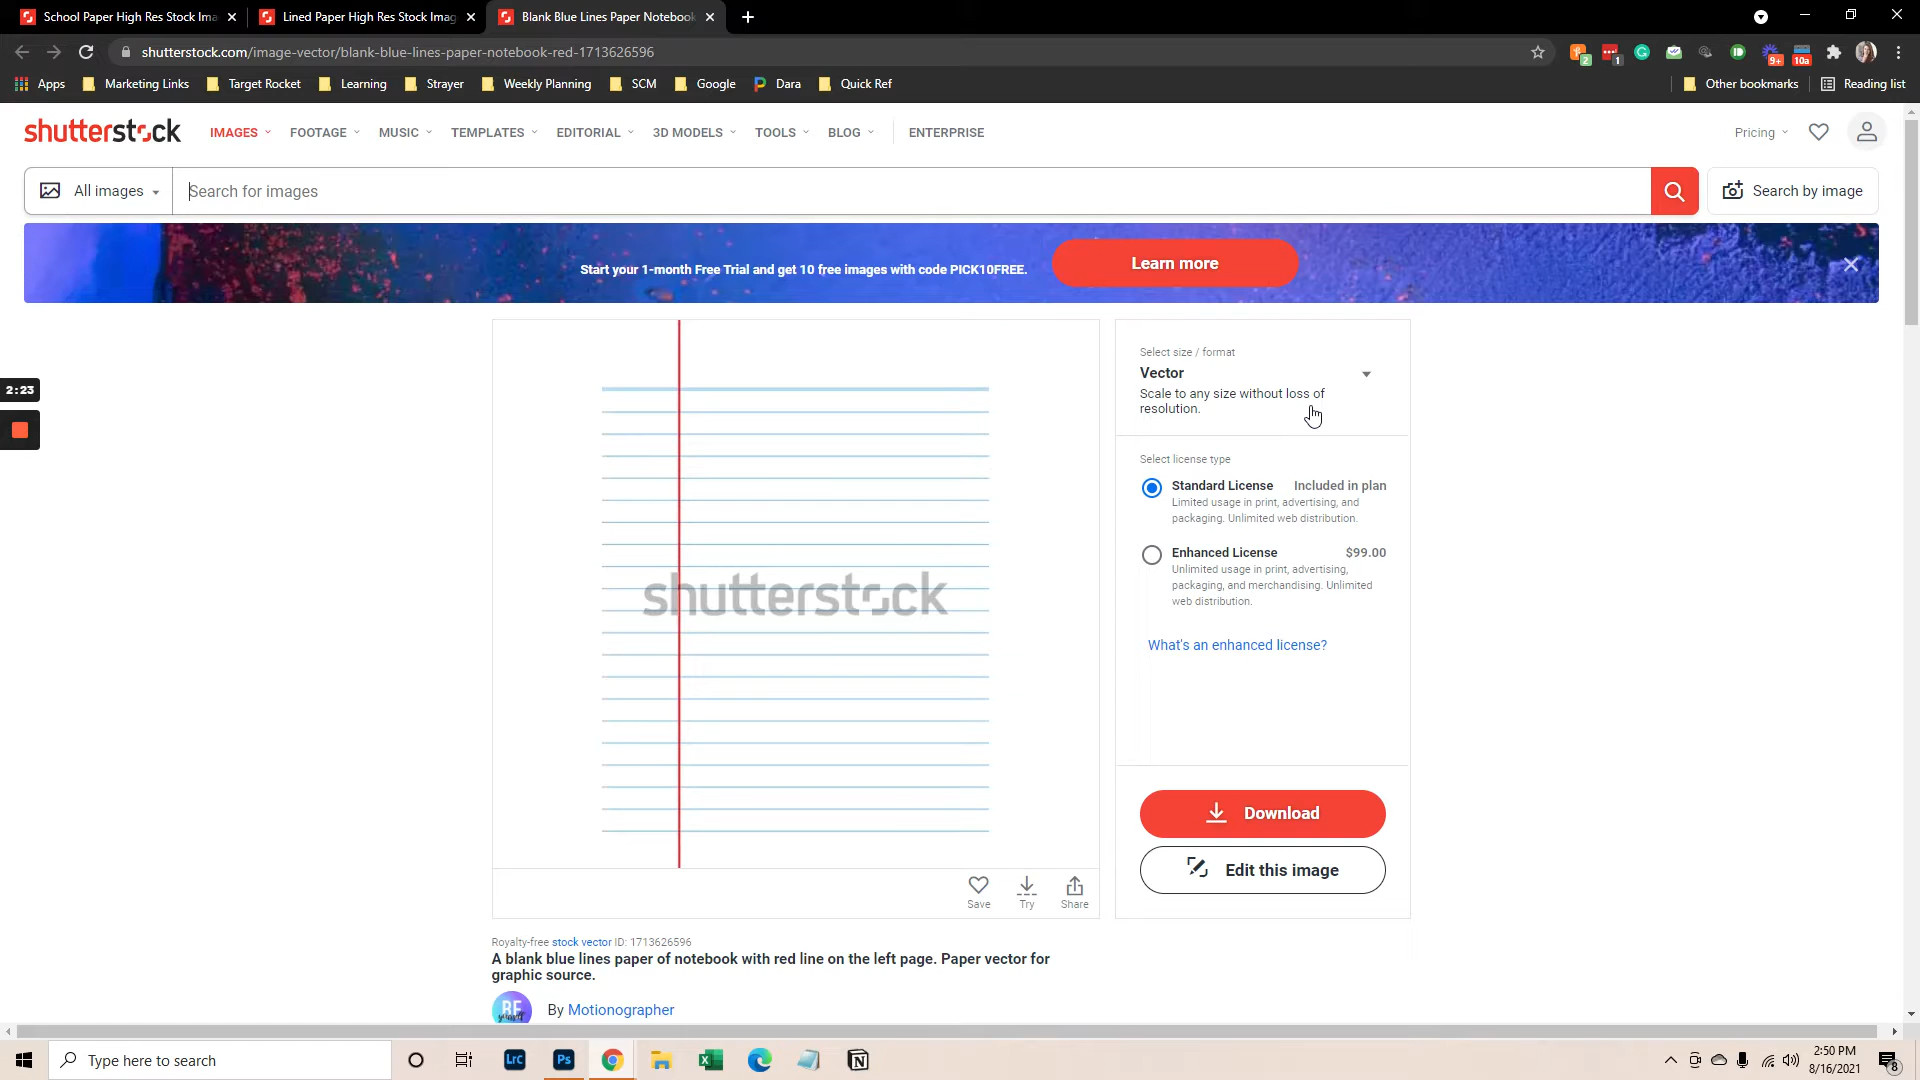 School Paper High Res Stock Ima
Lined Paper High Res Stock Imag
Blank Blue Lines Paper Notebook
shutterstock.com/image-vector/blank-blue-lines-paper-notebook-red-1713626596
2
1
9+
10a
Apps
Marketing Links
Target Rocket
Learning
Strayer
Weekly Planning
SCM
Google
Dara
Quick Ref
Other bookmarks
Reading list
shutterstock
IMAGES
FOOTAGE
MUSIC
TEMPLATES
EDITORIAL
3D MODELS
TOOLS
BLOG
ENTERPRISE
Pricing
All images
Search for images
Search by image
Start your 1-month Free Trial and get 10 free images with code PICK10FREE.
Learn more
2:23
Select size / format
Vector
Scale to any size without loss of
resolution.
Select license type
Standard License Included in plan
Limited usage in print, advertising, and
packaging. Unlimited web distribution.
Enhanced License $99.00
Unlimited usage in print, advertising,
packaging, and merchandising. Unlimited
web distribution.
What's an enhanced license?
shutterstock
Download
Edit this image
Save
Try
Share
Royalty-free stock vector ID: 1713626596
A blank blue lines paper of notebook with red line on the left page. Paper vector for
graphic source.
BE
By Motionographer
Type here to search
Lrc
Ps
2:50 PM
8/16/2021
8